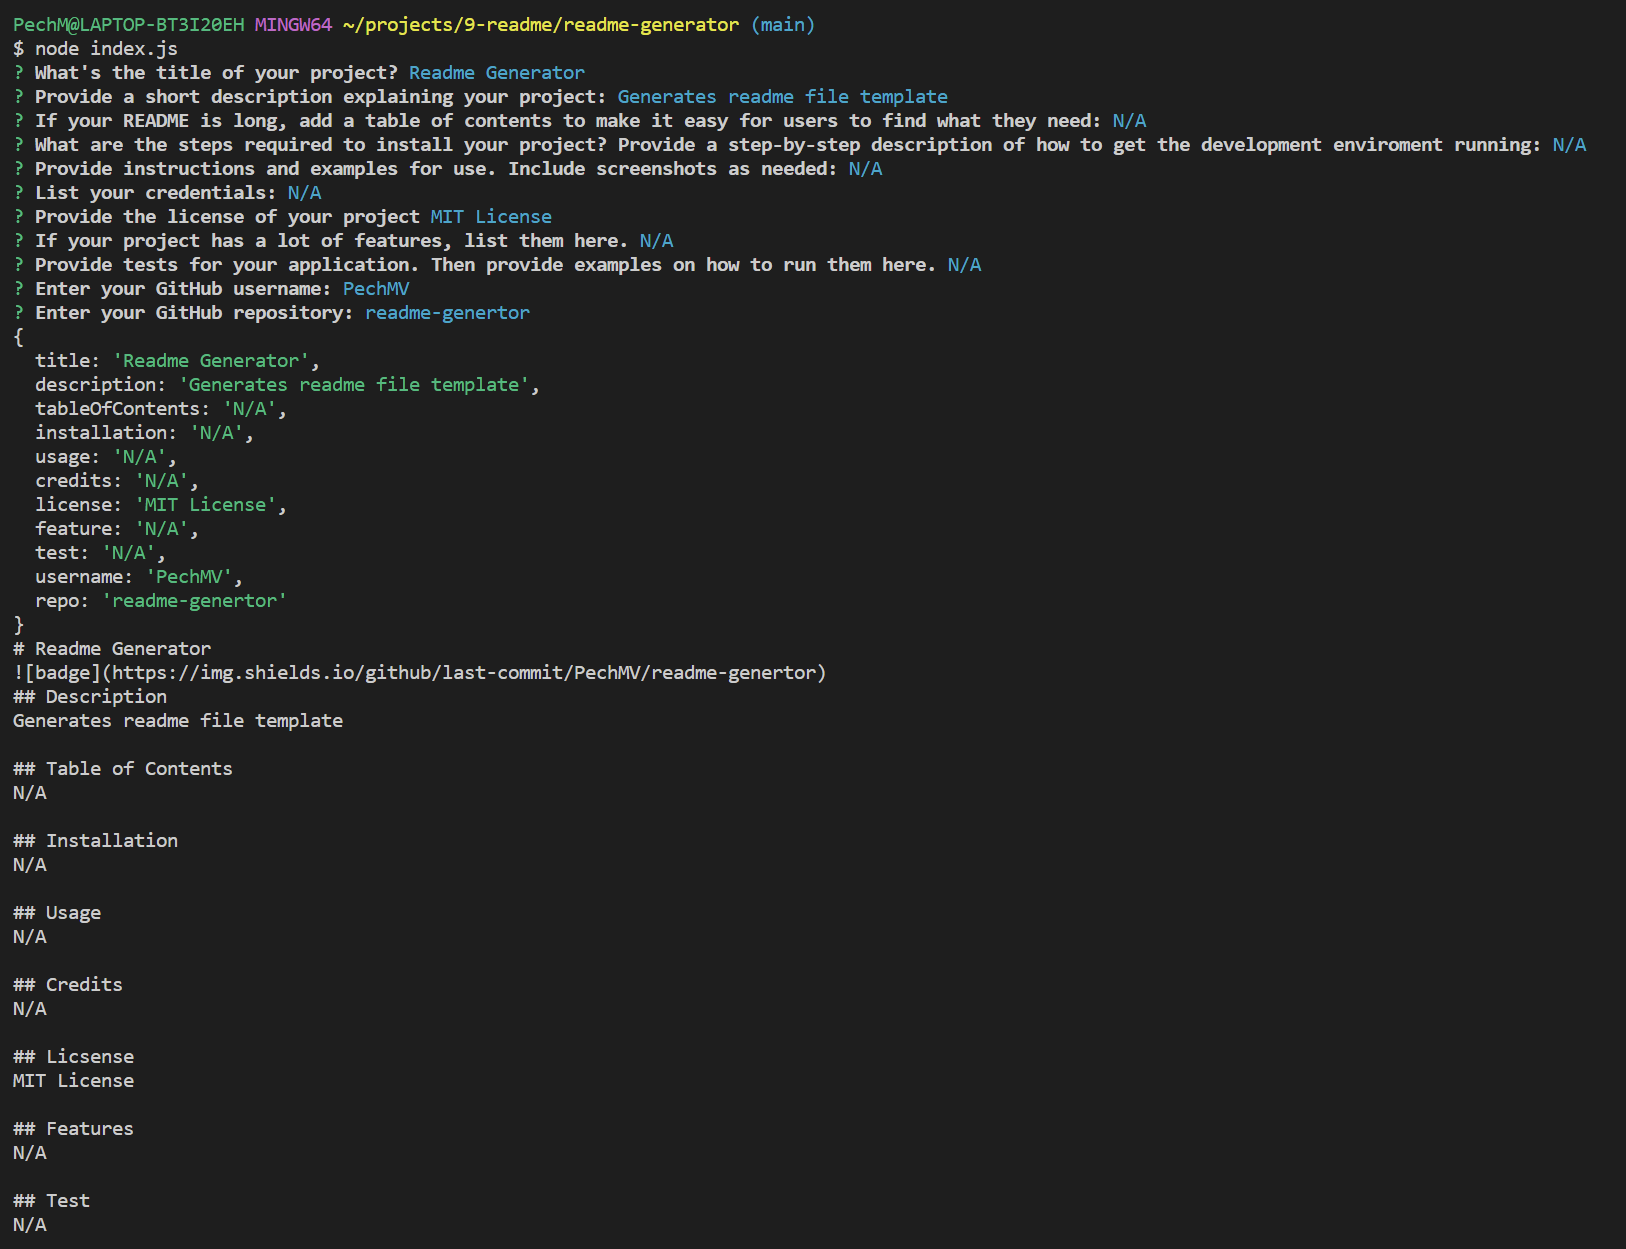 PechM@LAPTOP-BT3I20EH MINGW64 ~/projects/9-readme/readme-generator (main)
$ node index.js
? What's the title of your project? Readme Generator
? Provide a short description explaining your project: Generates readme file template
? If your README is long, add a table of contents to make it easy for users to find what they need: N/A
? What are the steps required to install your project? Provide a step-by-step description of how to get the development enviroment running: N/A
? Provide instructions and examples for use. Include screenshots as needed: N/A
? List your credentials: N/A
? Provide the license of your project MIT License
? If your project has a lot of features, list them here. N/A
? Provide tests for your application. Then provide examples on how to run them here. N/A
? Enter your GitHub username: PechMV
? Enter your GitHub repository: readme-genertor
{
  title: 'Readme Generator',
  description: 'Generates readme file template',
  tableOfContents: 'N/A',
  installation: 'N/A',
  usage: 'N/A',
  credits: 'N/A',
  license: 'MIT License',
  feature: 'N/A',
  test: 'N/A',
  username: 'PechMV',
  repo: 'readme-genertor'
}
# Readme Generator
![badge](https://img.shields.io/github/last-commit/PechMV/readme-genertor)
## Description
Generates readme file template

## Table of Contents
N/A

## Installation
N/A

## Usage
N/A

## Credits
N/A

## Licsense
MIT License

## Features
N/A

## Test
N/A